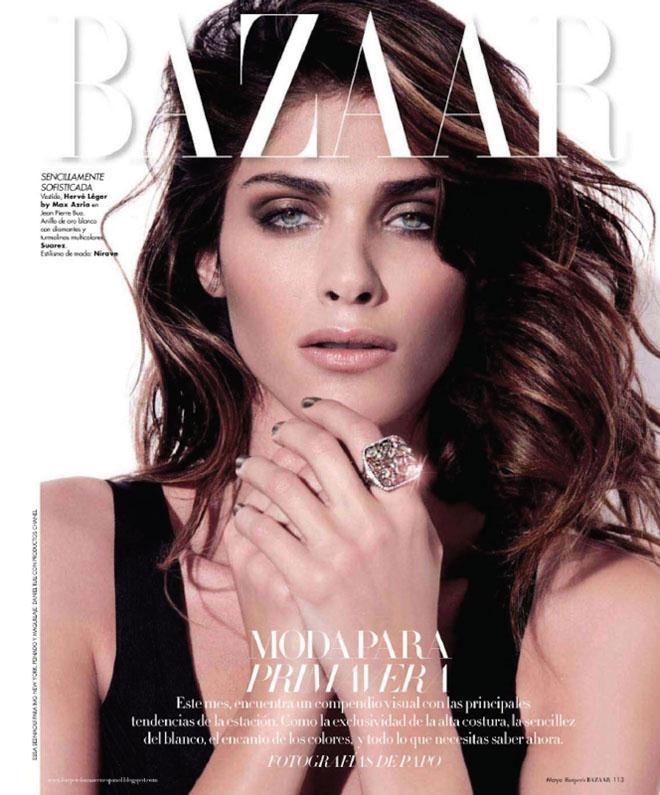 BAZAAR
SENCILLAMENTE
SOFISTICADA
Vestido, Hervé Léger
by Max Azria en
Jean Pierre Bua.
Anillo de oro blanco
con diamantes y
turmalinas multicolores,
Suarez.
Estilismo de moda: Nirave
MODA PARA
PRIMAVERA
Este mes, encuentra un compendio visual con las principales
tendencias de la estación. Como la exclusividad de la alta costura, la sencillez
del blanco, el encanto de los colores, y todo lo que necesitas saber ahora.
FOTOGRAFÍAS DE PAPO
Mayo Harper's BAZAAR 113